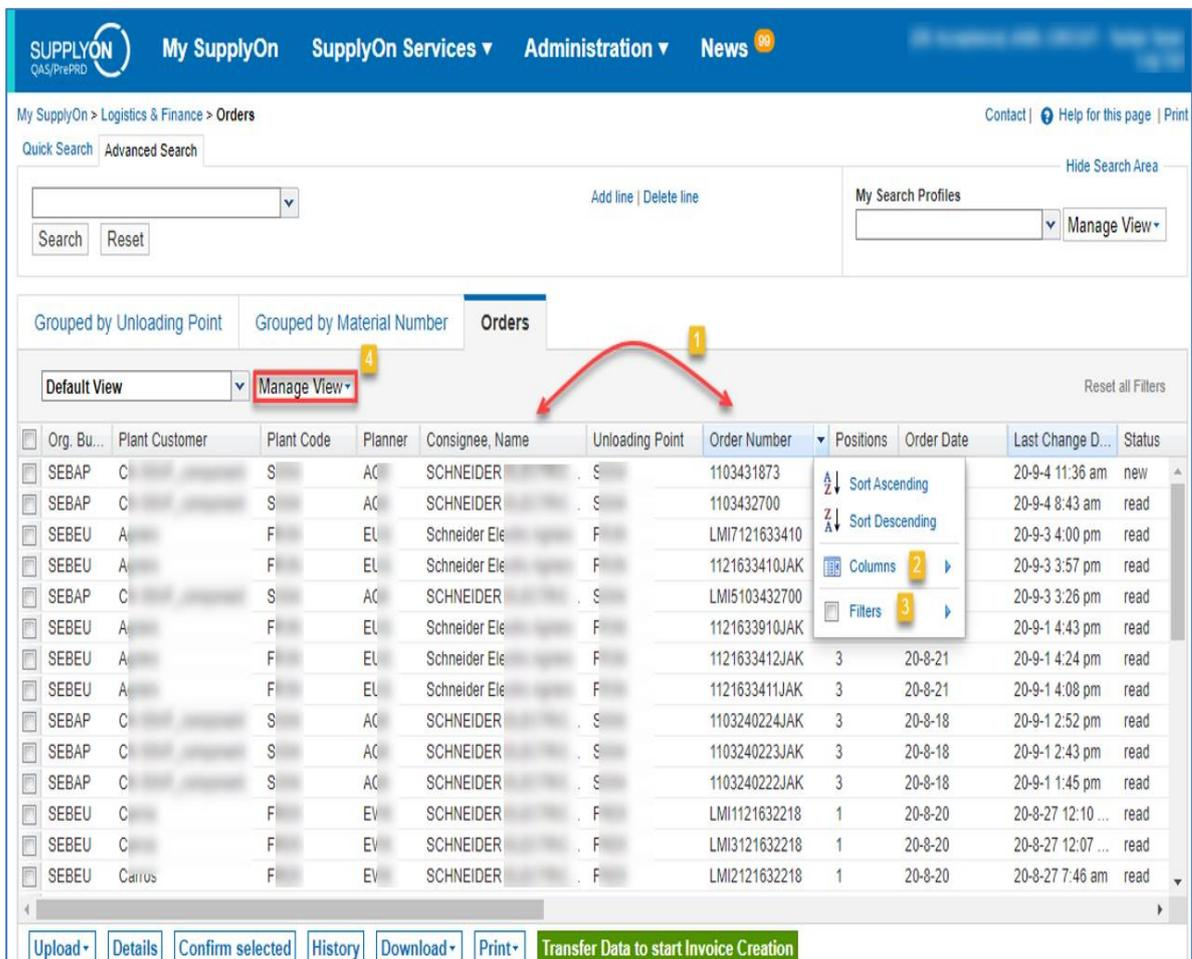 SUPPLYON
QAS/PrePRD
My SupplyOn SupplyOn Services ▾ Administration ▾ News 99
My SupplyOn > Logistics & Finance > Orders
Contact | Help for this page | Print
Quick Search Advanced Search
Hide Search Area
Add line | Delete line
My Search Profiles
Manage View
Search Reset
Grouped by Unloading Point Grouped by Material Number Orders
1
4
Default View Manage View Reset all Filters
Org. Bu... Plant Customer Plant Code Planner Consignee, Name Unloading Point Order Number Positions Order Date Last Change D... Status
SEBAP SCHNEIDER 1103431873 20-9-4 11:36 am new
SEBAP SCHNEIDER 1103432700 20-9-4 8:43 am read
SEBEU Schneider LMI7121633410 20-9-3 4:00 pm read
SEBEU Schneider 1121633410JAK 20-9-3 3:57 pm read
SEBAP SCHNEIDER LMI5103432700 20-9-3 3:26 pm read
SEBEU Schneider 1121633910JAK 20-9-1 4:43 pm read
Sort Ascending
Sort Descending
Columns 2
Filters 3
SEBEU Schneider 1121633412JAK 3 20-8-21 20-9-1 4:24 pm read
SEBEU Schneider 1121633411JAK 3 20-8-21 20-9-1 4:08 pm read
SEBAP SCHNEIDER 1103240224JAK 3 20-8-18 20-9-1 2:52 pm read
SEBAP SCHNEIDER 1103240223JAK 3 20-8-18 20-9-1 2:43 pm read
SEBAP SCHNEIDER 1103240222JAK 3 20-8-18 20-9-1 1:45 pm read
SEBEU SCHNEIDER LMI1121632218 1 20-8-20 20-8-27 12:10 ... read
SEBEU SCHNEIDER LMI3121632218 1 20-8-20 20-8-27 12:07 ... read
SEBEU Carros SCHNEIDER LMI2121632218 1 20-8-20 20-8-27 7:46 am read
Upload Details Confirm selected History Download Print Transfer Data to start Invoice Creation